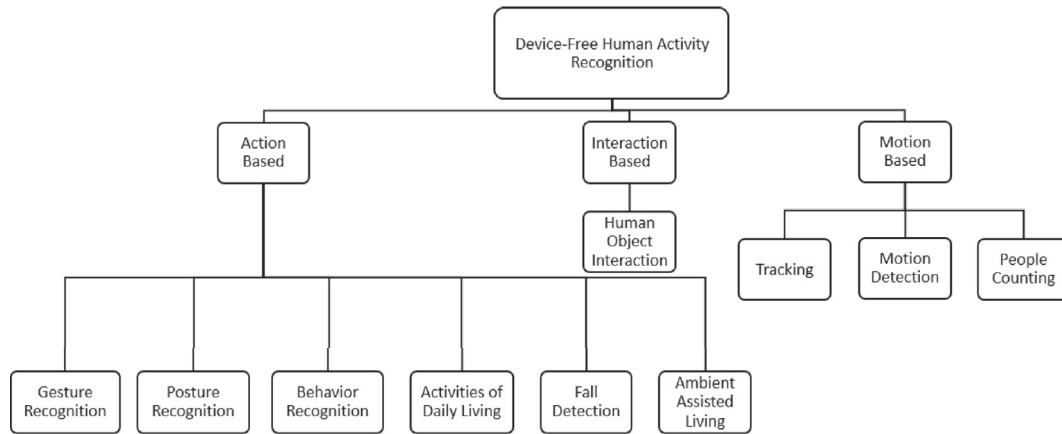 Device-Free Human Activity
Recognition
Action
Based
Interaction
Based
Motion
Based
Human
Object
Interaction
Tracking
Motion
Detection
People
Counting
Gesture
Recognition
Posture
Recognition
Behavior
Recognition
Activities of
Daily Living
Fall
Detection
Ambient
Assisted
Living